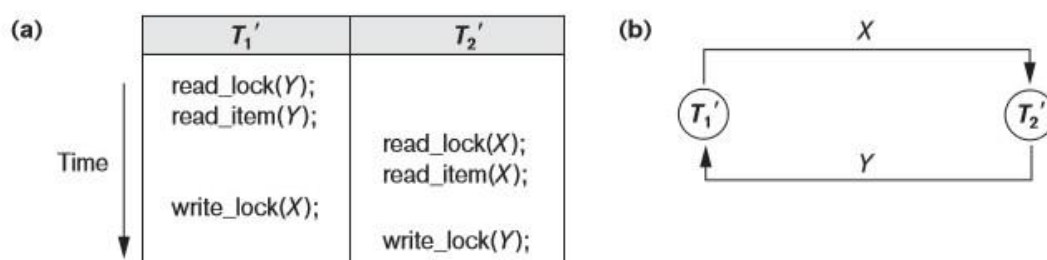 (a)
T₁′ T₂′
read_lock(Y);
read_item(Y);
read_lock(X);
read_item(X);
Time
write_lock(X);
write_lock(Y);
(b)
X
T₁′ T₂′
Y